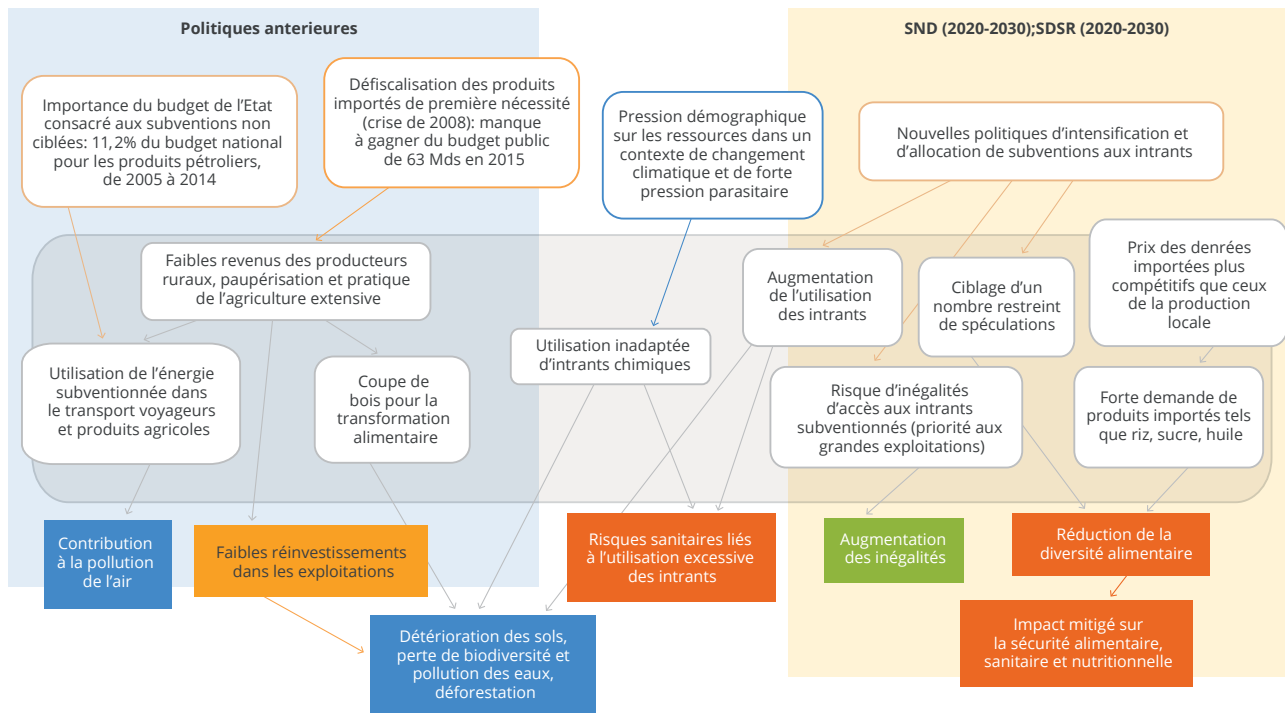 Politiques anterieures
SND (2020-2030);SDSR (2020-2030)
Importance du budget de l’Etat
consacré aux subventions non
ciblées: 11,2% du budget national
pour les produits pétroliers,
de 2005 à 2014
Défiscalisation des produits
importés de première nécessité
(crise de 2008): manque
à gagner du budget public
de 63 Mds en 2015
Pression démographique
sur les ressources dans un
contexte de changement
climatique et de forte
pression parasitaire
Nouvelles politiques d’intensification et
d’allocation de subventions aux intrants
Faibles revenus des producteurs
ruraux, paupérisation et pratique
de l’agriculture extensive
Augmentation
de l’utilisation
des intrants
Ciblage d’un
nombre restreint
de spéculations
Prix des denrées
importées plus
compétitifs que ceux
de la production
locale
Utilisation de l’énergie
subventionnée dans
le transport voyageurs
et produits agricoles
Coupe de
bois pour la
transformation
alimentaire
Utilisation inadaptée
d’intrants chimiques
Risque d’inégalités
d’accès aux intrants
subventionnés (priorité aux
grandes exploitations)
Forte demande de
produits importés tels
que riz, sucre, huile
Contribution
à la pollution
de l’air
Faibles réinvestissements
dans les exploitations
Risques sanitaires liés
à l’utilisation excessive
des intrants
Augmentation
des inégalités
Réduction de la
diversité alimentaire
Détérioration des sols,
perte de biodiversité et
pollution des eaux,
déforestation
Impact mitigé sur
la sécurité alimentaire,
sanitaire et nutritionnelle